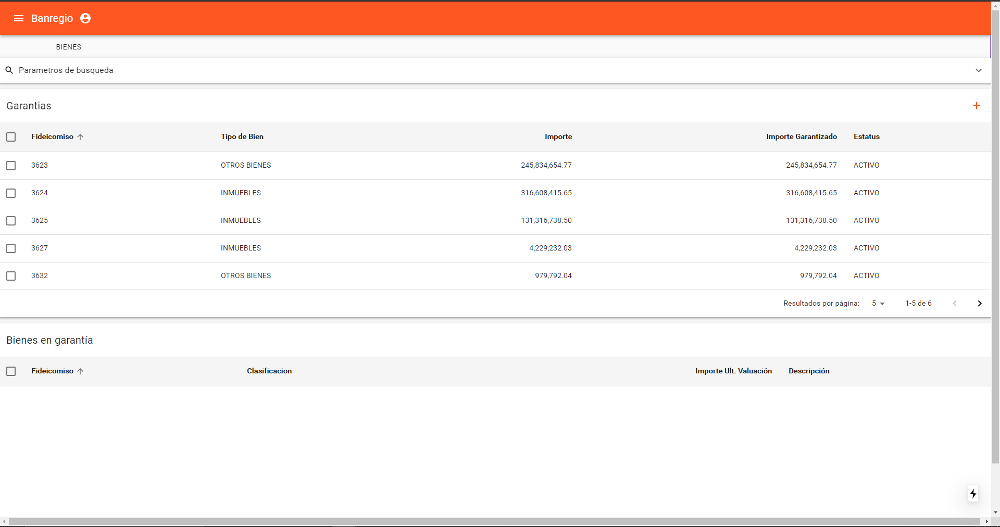 Banregio
BIENES
Parametros de busqueda
Garantias
Fideicomiso Tipo de Bien Importe Importe Garantizado Estatus
3623 OTROS BIENES 245,834,654.77 245,834,654.77 ACTIVO
3624 INMUEBLES 316,608,415.65 316,608,415.65 ACTIVO
3625 INMUEBLES 131,316,738.50 131,316,738.50 ACTIVO
3627 INMUEBLES 4,229,232.03 4,229,232.03 ACTIVO
3632 OTROS BIENES 979,792.04 979,792.04 ACTIVO
Resultados por página: 5 1-5 de 6
Bienes en garantía
Fideicomiso Clasificacion Importe Ult. Valuación Descripción